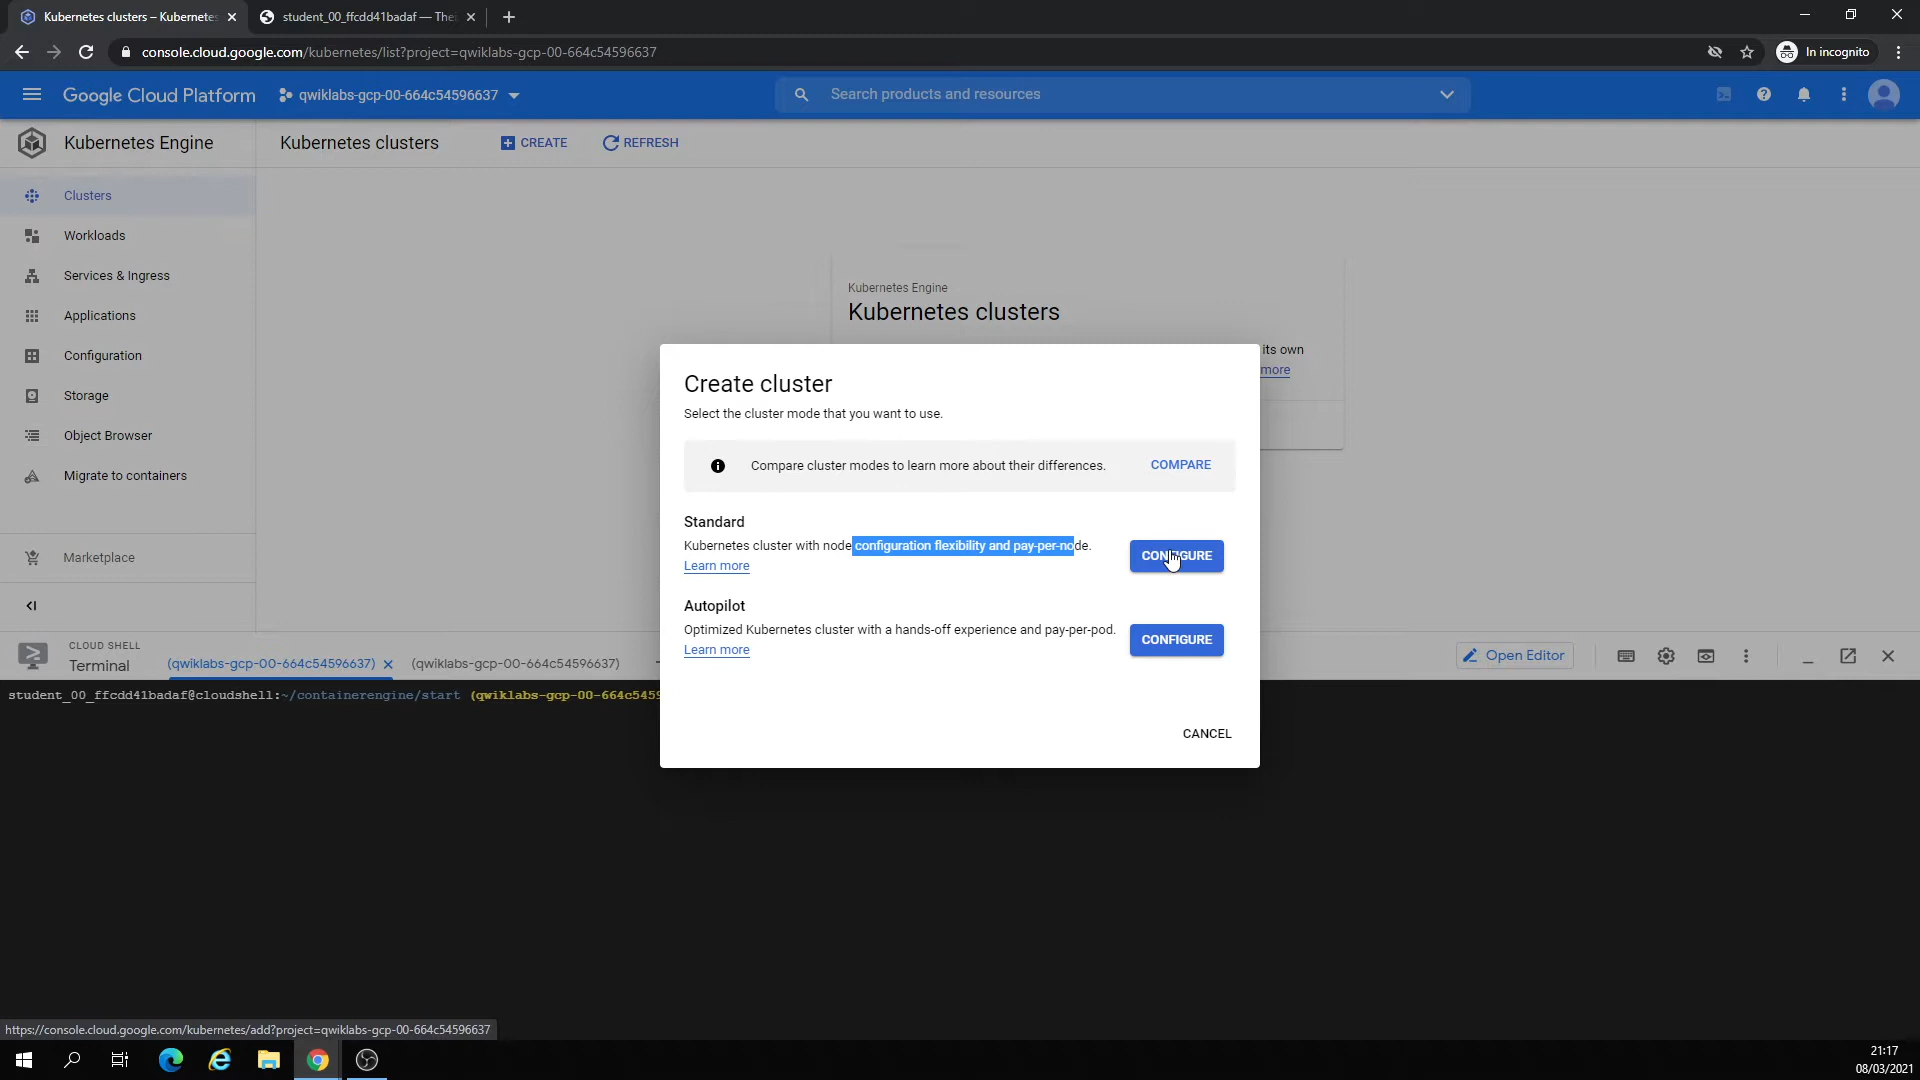 Kubernetes clusters – Kubernetes
student_00_ffcdd41badaf — The
console.cloud.google.com/kubernetes/list?project=qwiklabs-gcp-00-664c54596637
In incognito
Google Cloud Platform
qwiklabs-gcp-00-664c54596637
Search products and resources
Kubernetes Engine
Kubernetes clusters
CREATE
REFRESH
Clusters
Workloads
Services & Ingress
Applications
Configuration
Storage
Object Browser
Migrate to containers
Marketplace
Kubernetes Engine
Kubernetes clusters
its own
more
Create cluster
Select the cluster mode that you want to use.
Compare cluster modes to learn more about their differences.
COMPARE
Standard
Kubernetes cluster with node configuration flexibility and pay-per-node.
Learn more
CONFIGURE
Autopilot
Optimized Kubernetes cluster with a hands-off experience and pay-per-pod.
Learn more
CONFIGURE
CANCEL
CLOUD SHELL
Terminal
(qwiklabs-gcp-00-664c54596637)
(qwiklabs-gcp-00-664c54596637)
Open Editor
student_00_ffcdd41badaf@cloudshell:~/containerengine/start (qwiklabs-gcp-00-664c5459
https://console.cloud.google.com/kubernetes/add?project=qwiklabs-gcp-00-664c54596637
21:17
08/03/2021